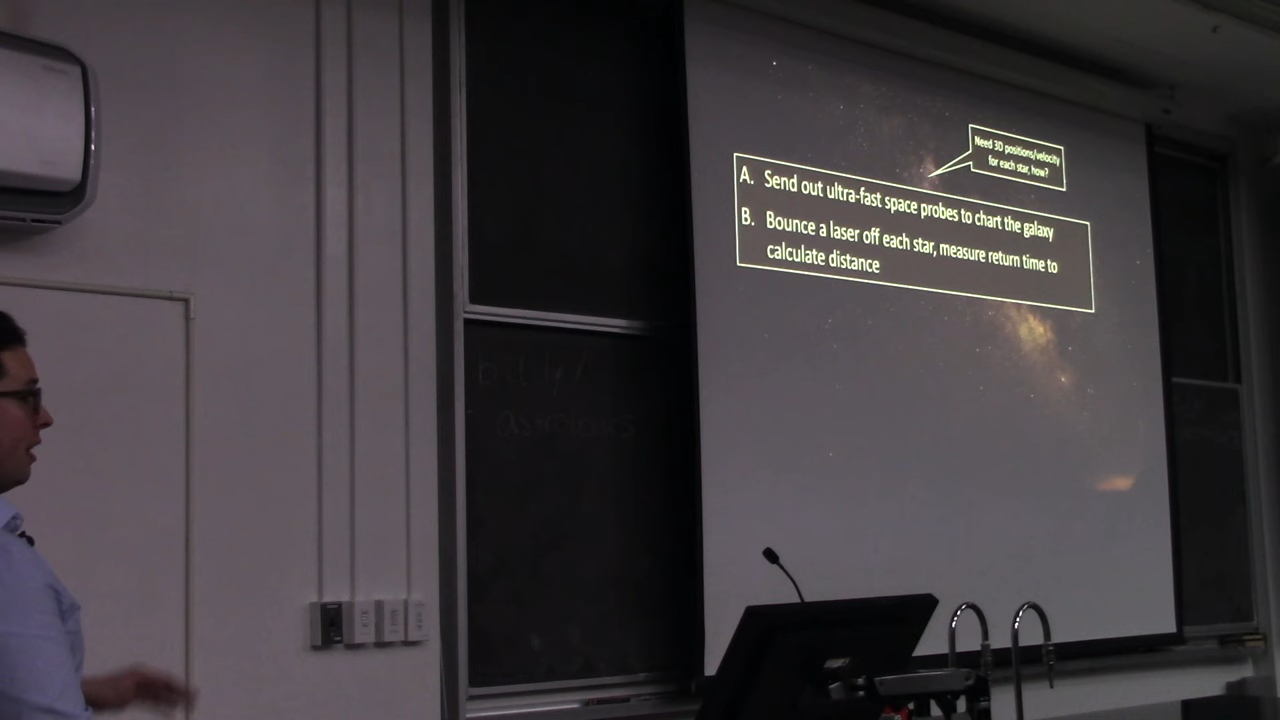 Need 3D positions/velocity
for each star, how?
A. Send out ultra-fast space probes to chart the galaxy
B. Bounce a laser off each star, measure return time to
calculate distance